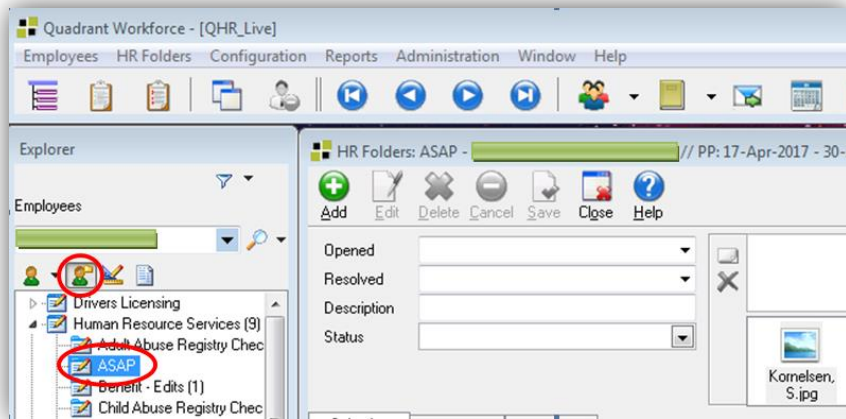 Quadrant Workforce - [QHR_Live]
Employees HR Folders Configuration Reports Administration Window Help
Explorer
Employees
Drivers Licensing
Human Resource Services (9)
Adult Abuse Registry Chec
ASAP
Benefit - Edits (1)
Child Abuse Registry Chec
HR Folders: ASAP - // PP: 17-Apr-2017 - 30-
Add Edit Delete Cancel Save Close Help
Opened
Resolved
Description
Status
Kornelsen,
S.jpg